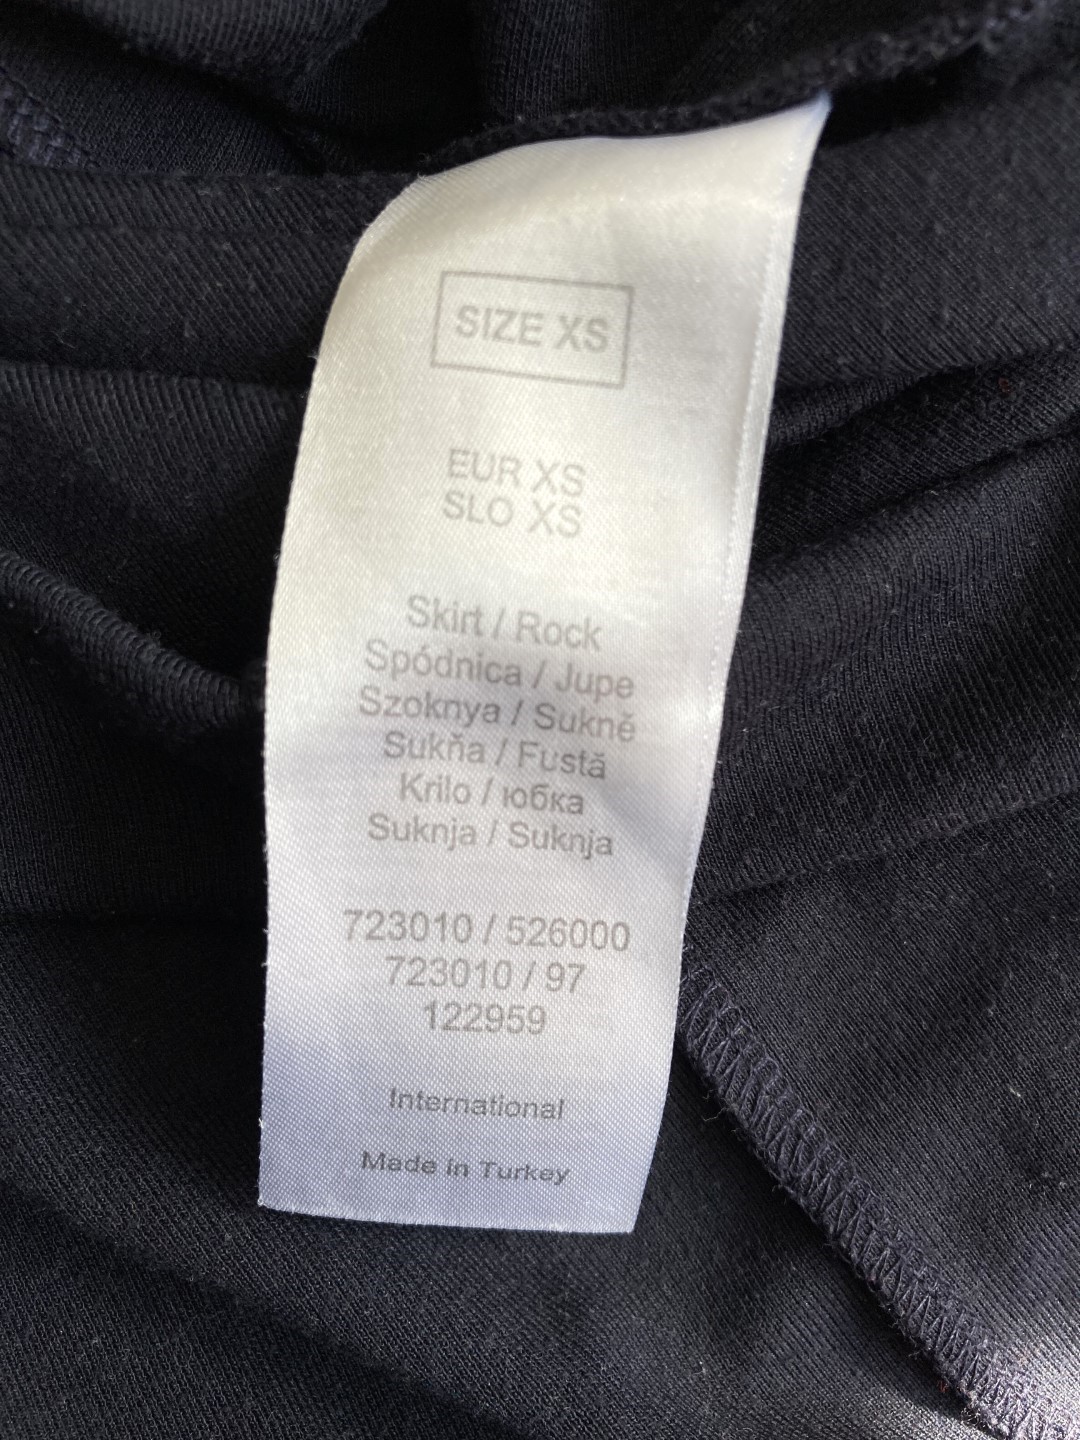 SIZE XS
EUR XS
SLO XS
Skirt / Rock
Spódnica / Jupe
Szoknya / Sukně
Sukňa / Fustă
Krilo / юбка
Suknja / Suknja
723010 / 526000
723010 / 97
122959
International
Made in Turkey